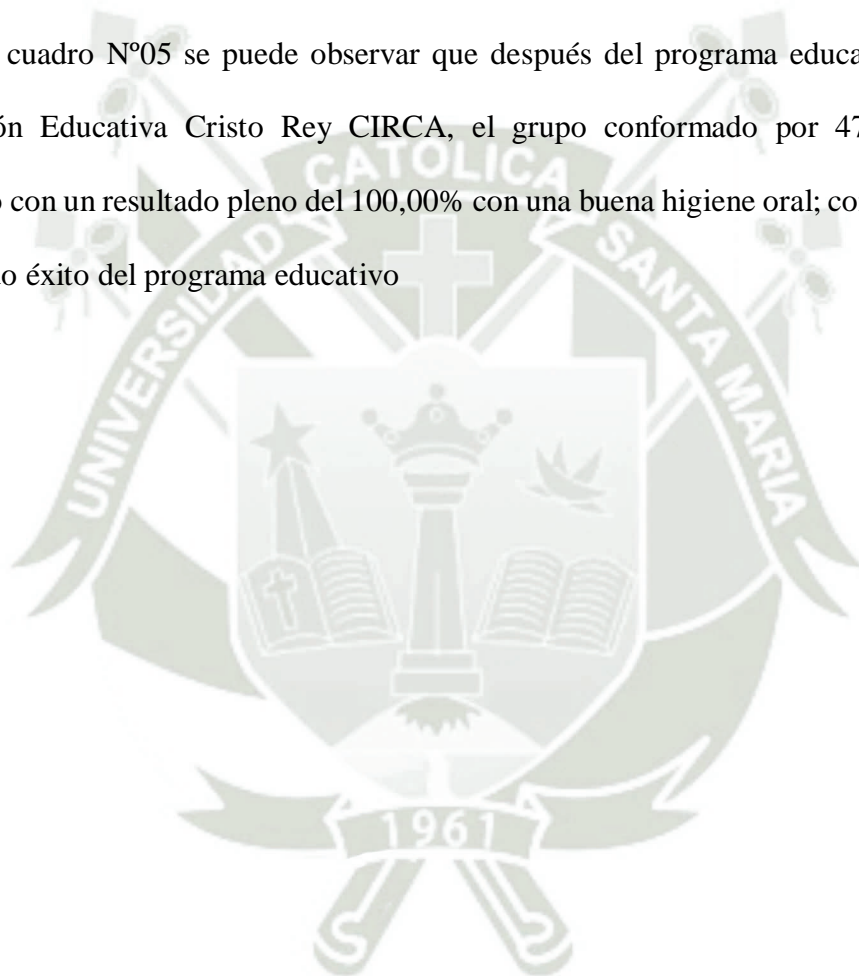 cuadro Nº05 se puede observar que después del programa educa
ón Educativa Cristo Rey CIRCA, el grupo conformado por 47
con un resultado pleno del 100,00% con una buena higiene oral; co
o éxito del programa educativo
UNIVERSIDAD CATOLICA SANTA MARIA
1961